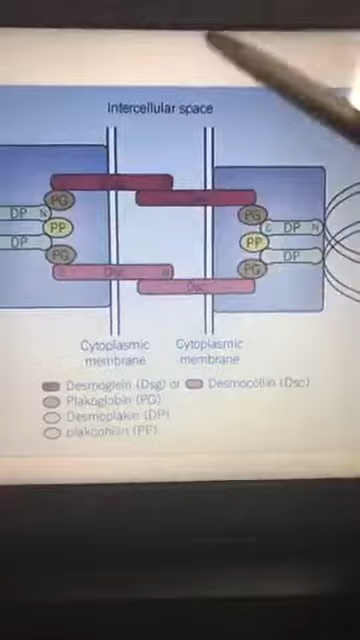 Intercellular space
PG
PG
DP N
PP
C DP N
DP
PP
DP
PG
PG
Dsc
Dsc
Cytoplasmic membrane
Cytoplasmic membrane
Desmoglein (Dsg) or Desmocollin (Dsc)
Plakoglobin (PG)
Desmoplakin (DP)
plakophilin (PP)